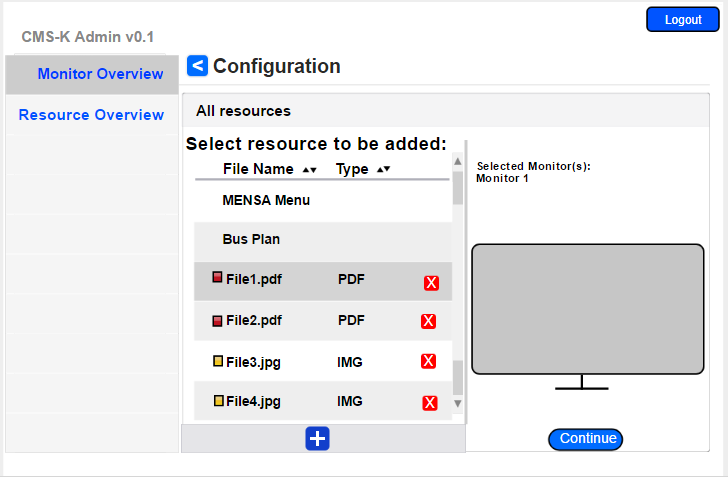 Logout
CMS-K Admin v0.1
Monitor Overview
Resource Overview
< Configuration
All resources
Select resource to be added:
File Name ▲▼ Type ▲▼
MENSA Menu
Bus Plan
File1.pdf PDF X
File2.pdf PDF X
File3.jpg IMG X
File4.jpg IMG X
+
Selected Monitor(s):
Monitor 1
Continue